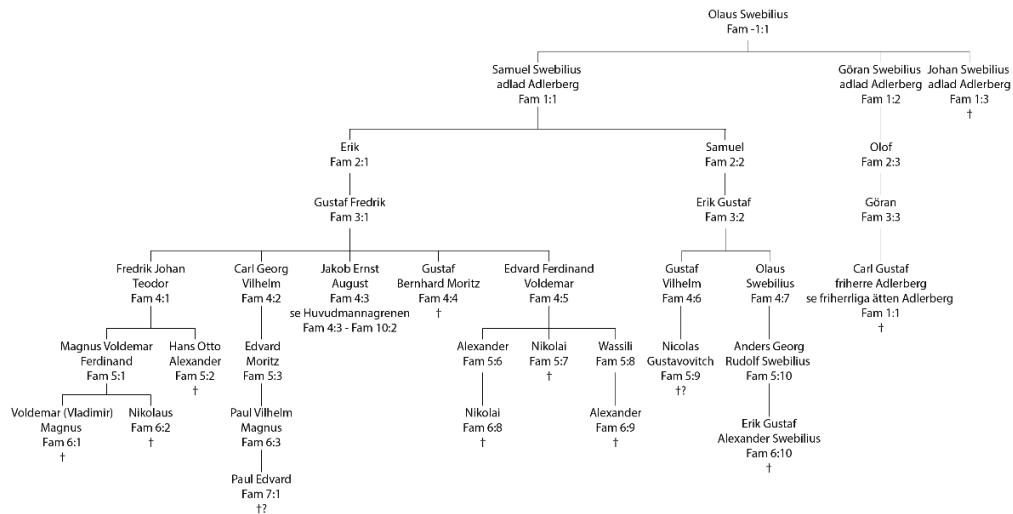 Olaus Swebilius
Fam -1:1
Samuel Swebilius
adlad Adlerberg
Fam 1:1
Göran Swebilius
adlad Adlerberg
Fam 1:2
Johan Swebilius
adlad Adlerberg
Fam 1:3
†
Erik
Fam 2:1
Samuel
Fam 2:2
Olof
Fam 2:3
Gustaf Fredrik
Fam 3:1
Erik Gustaf
Fam 3:2
Göran
Fam 3:3
Fredrik Johan
Teodor
Fam 4:1
Carl Georg
Vilhelm
Fam 4:2
Jakob Ernst
August
Fam 4:3
se Huvudmannagrenen
Fam 4:3 - Fam 10:2
Gustaf
Bernhard Moritz
Fam 4:4
†
Edvard Ferdinand
Voldemar
Fam 4:5
Gustaf
Vilhelm
Fam 4:6
Olaus
Swebilius
Fam 4:7
Carl Gustaf
friherre Adlerberg
se friherrliga ätten Adlerberg
Fam 1:1
†
Magnus Voldemar
Ferdinand
Fam 5:1
Hans Otto
Alexander
Fam 5:2
†
Edvard
Moritz
Fam 5:3
Alexander
Fam 5:6
Nikolai
Fam 5:7
†
Wassili
Fam 5:8
Nicolas
Gustavovitch
Fam 5:9
†?
Anders Georg
Rudolf Swebilius
Fam 5:10
Voldemar (Vladimir)
Magnus
Fam 6:1
†
Nikolaus
Fam 6:2
†
Paul Vilhelm
Magnus
Fam 6:3
Nikolai
Fam 6:8
†
Alexander
Fam 6:9
†
Erik Gustaf
Alexander Swebilius
Fam 6:10
†
Paul Edvard
Fam 7:1
†?